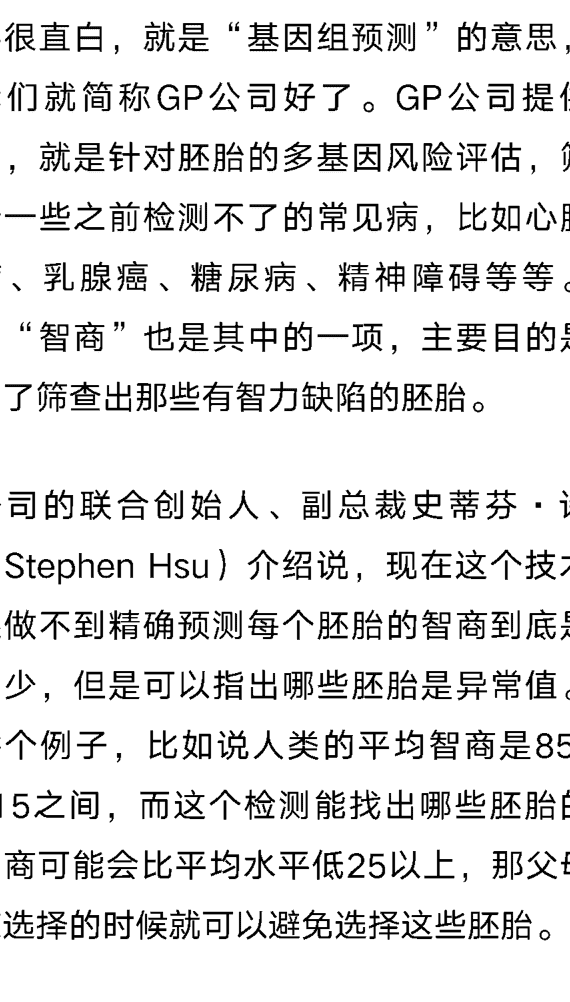 很直白，就是“基因组预测”的意思，
们就简称GP公司好了。GP公司提
，就是针对胚胎的多基因风险评估，
一些之前检测不了的常见病，比如心
、乳腺癌、糖尿病、精神障碍等等。
“智商”也是其中的一项，主要目的是
了筛查出那些有智力缺陷的胚胎。
司的联合创始人、副总裁史蒂芬·
Stephen Hsu）介绍说，现在这个技
做不到精确预测每个胚胎的智商到底是
少，但是可以指出哪些胚胎是异常值。
个例子，比如说人类的平均智商是85
15之间，而这个检测能找出哪些胚胎的
商可能会比平均水平低25以上，那父母
选择的时候就可以避免选择这些胚胎。